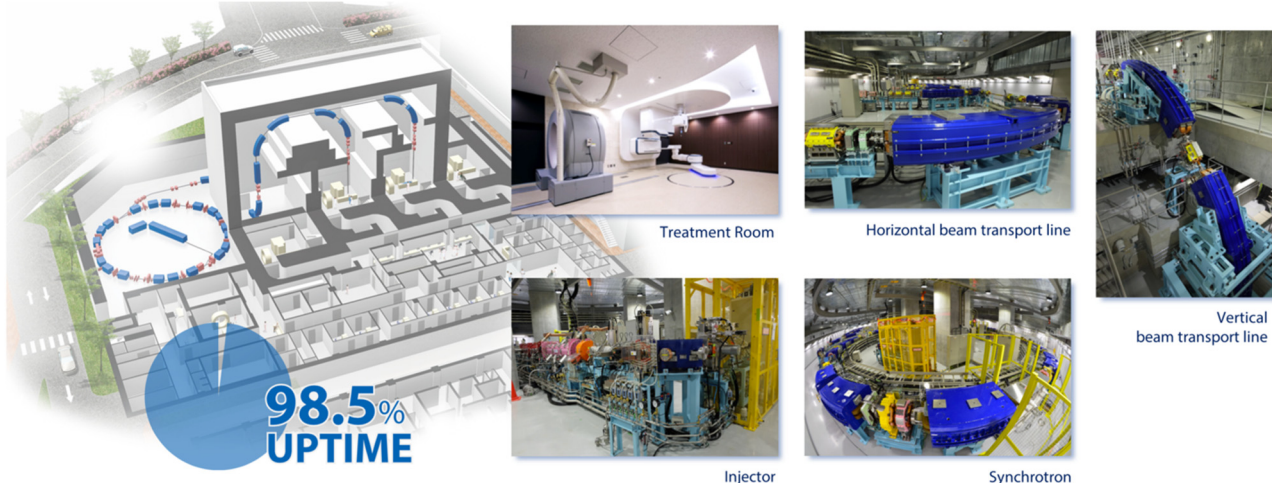 Treatment Room
Horizontal beam transport line
Vertical
beam transport line
98.5%
UPTIME
Injector
Synchrotron